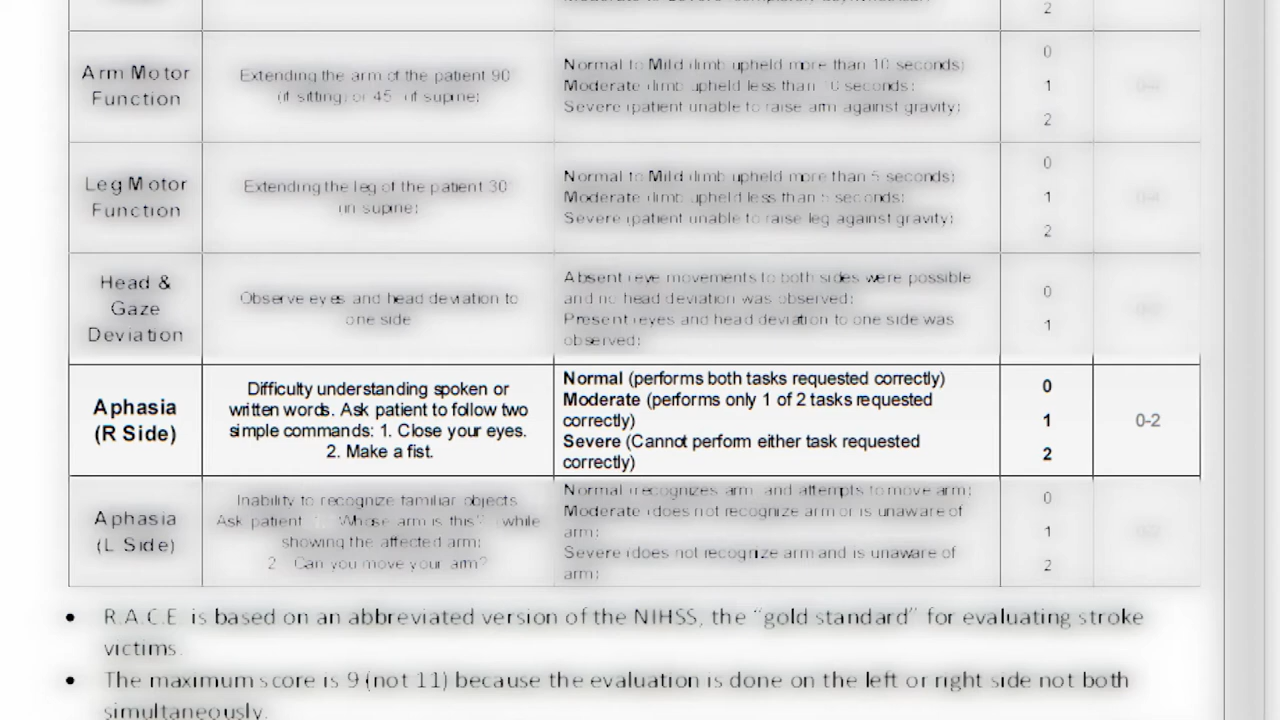 2
Arm Motor
Function
Extending the arm of the patient 90
(if sitting) or 45 (if supine)
Normal to Mild (limb upheld more than 10 seconds)
Moderate (limb upheld less than 10 seconds)
Severe (patient unable to raise arm against gravity)
0
1
2
Leg Motor
Function
Extending the leg of the patient 30
(in supine)
Normal to Mild (limb upheld more than 5 seconds)
Moderate (limb upheld less than 5 seconds)
Severe (patient unable to raise leg against gravity)
0
1
2
Head &
Gaze
Deviation
Observe eyes and head deviation to
one side
Absent (eye movements to both sides were possible
and no head deviation was observed)
Present (eyes and head deviation to one side was
observed)
0
1
Aphasia
(R Side)
Difficulty understanding spoken or
written words. Ask patient to follow two
simple commands: 1. Close your eyes.
2. Make a fist.
Normal (performs both tasks requested correctly)
Moderate (performs only 1 of 2 tasks requested
correctly)
Severe (Cannot perform either task requested
correctly)
0
1
2
0-2
Aphasia
(L Side)
Inability to recognize familiar objects
Ask patient "Whose arm is this" (while
showing the affected arm)
2 Can you move your arm?
Normal (recognizes arm and attempts to move arm)
Moderate (does not recognize arm or is unaware of
arm)
Severe (does not recognize arm and is unaware of
arm)
0
1
2
• R.A.C.E. is based on an abbreviated version of the NIHSS, the "gold standard" for evaluating stroke
victims.
• The maximum score is 9 (not 11) because the evaluation is done on the left or right side not both
simultaneously.